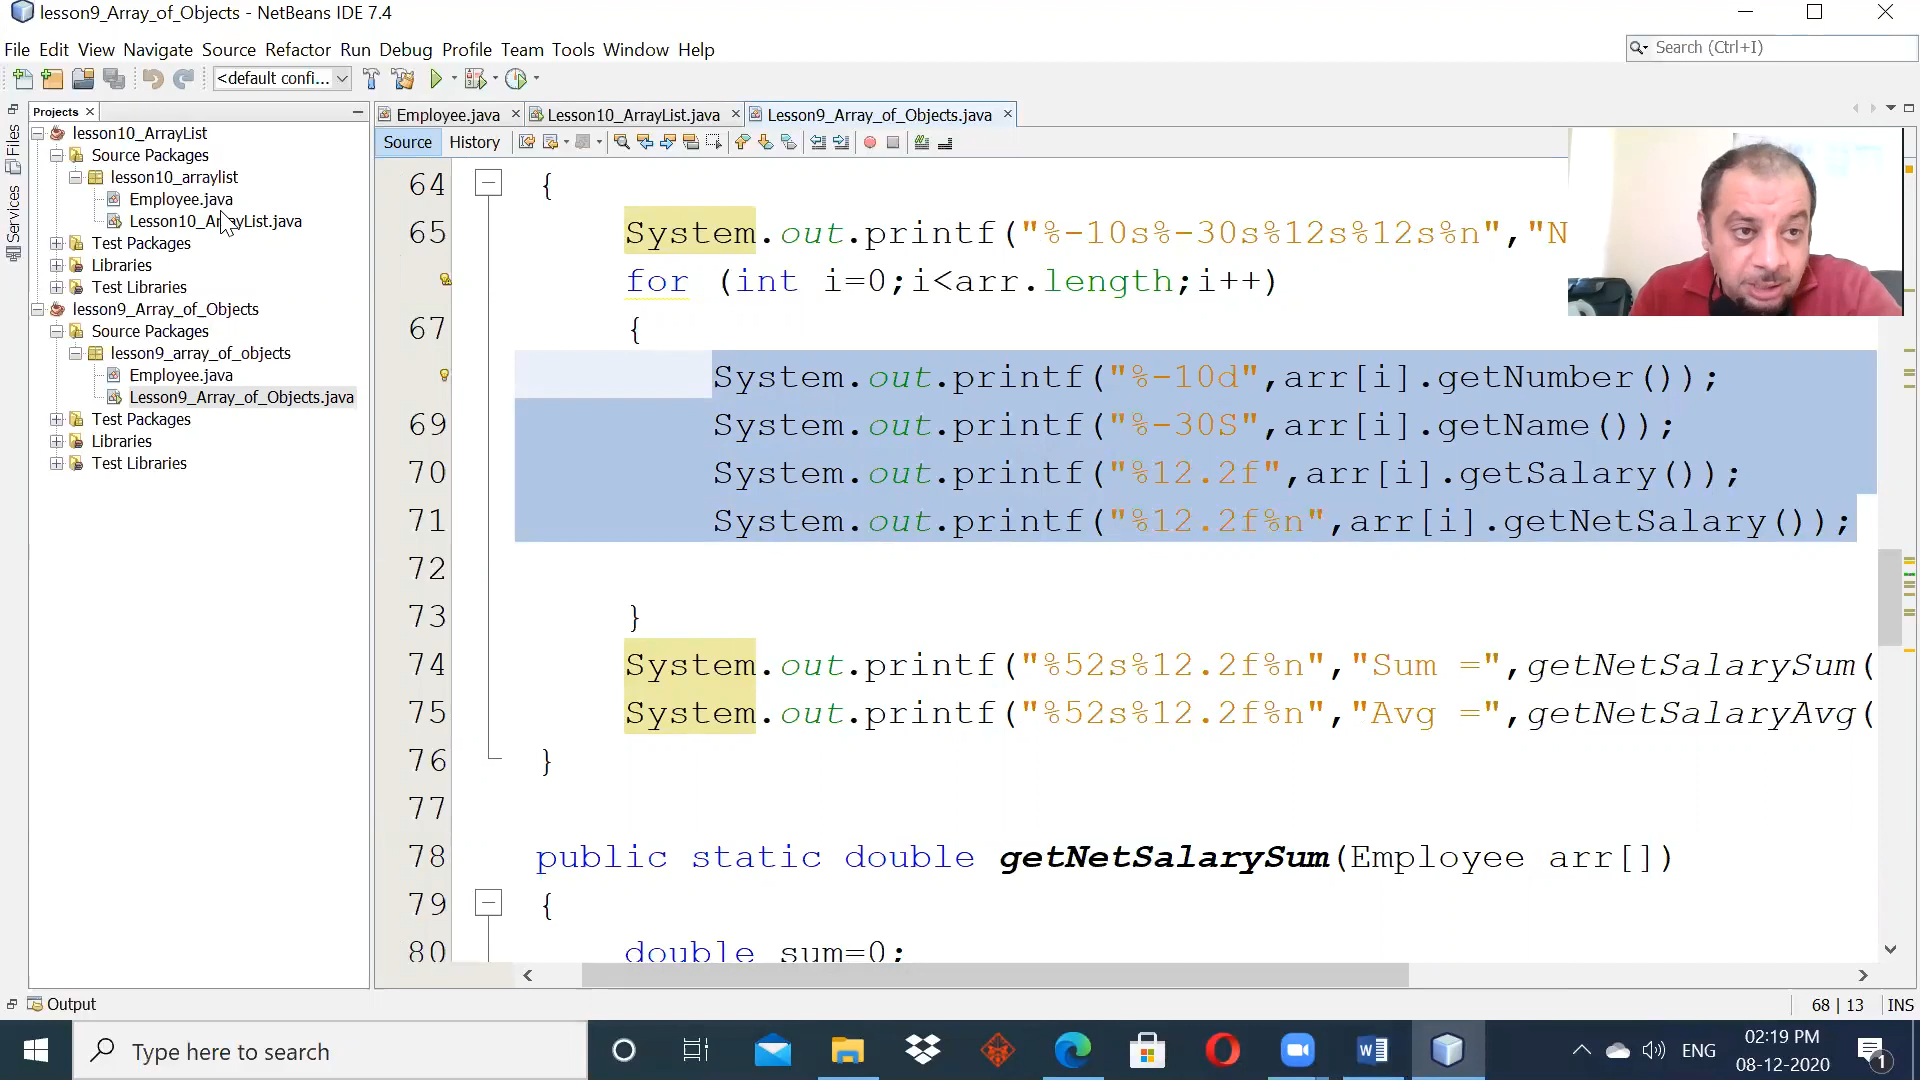 lesson9_Array_of_Objects - NetBeans IDE 7.4
File Edit View Navigate Source Refactor Run Debug Profile Team Tools Window Help
Search (Ctrl+I)
<default confi...
Files
Services
Projects
lesson10_ArrayList
Source Packages
lesson10_arraylist
Employee.java
Lesson10_ArrayList.java
Test Packages
Libraries
Test Libraries
lesson9_Array_of_Objects
Source Packages
lesson9_array_of_objects
Employee.java
Lesson9_Array_of_Objects.java
Test Packages
Libraries
Test Libraries
Employee.java Lesson10_ArrayList.java Lesson9_Array_of_Objects.java
Source History
64 {
65 System.out.printf("%-10s%-30s%12s%12s%n","N
for (int i=0;i<arr.length;i++)
67 {
System.out.printf("%-10d",arr[i].getNumber());
69 System.out.printf("%-30S",arr[i].getName());
70 System.out.printf("%12.2f",arr[i].getSalary());
71 System.out.printf("%12.2f%n",arr[i].getNetSalary());
72
73 }
74 System.out.printf("%52s%12.2f%n","Sum =",getNetSalarySum(
75 System.out.printf("%52s%12.2f%n","Avg =",getNetSalaryAvg(
76 }
77
78 public static double getNetSalarySum(Employee arr[])
79 {
80 double sum=0;
Output
68 | 13 INS
Type here to search
ENG
02:19 PM
08-12-2020
1